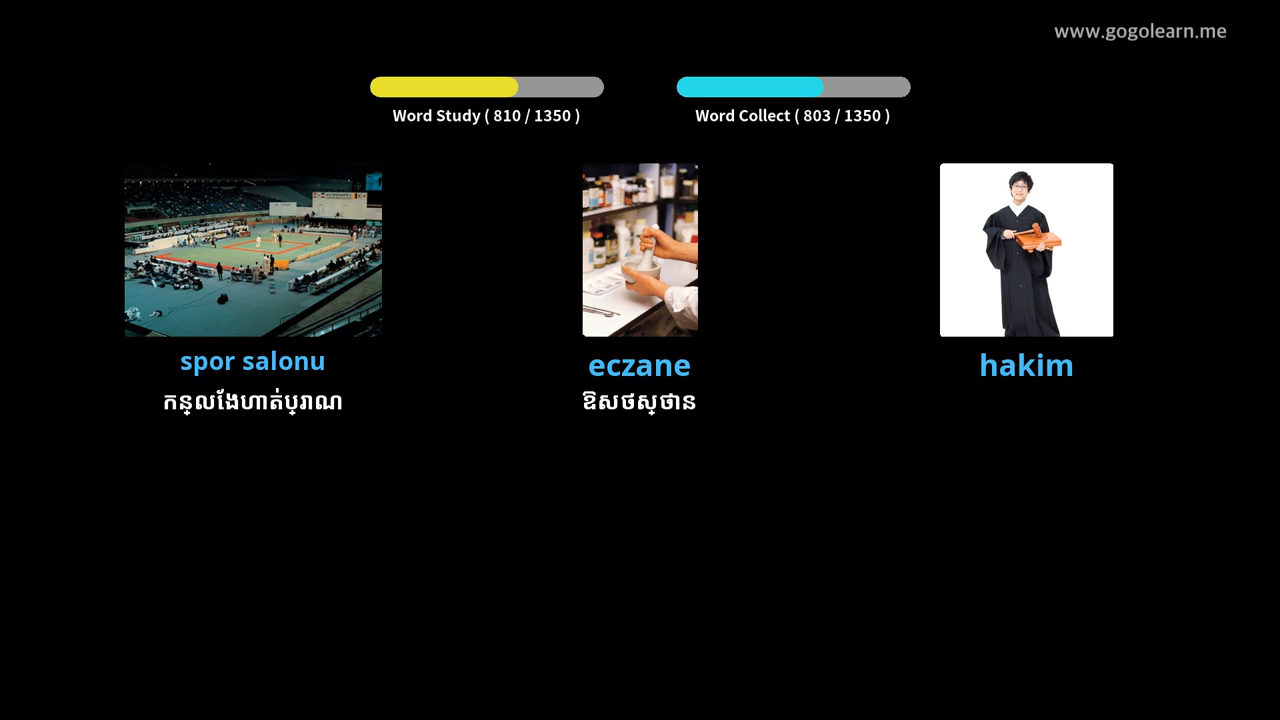 www.gogolearn.me
Word Study ( 810 / 1350 )
Word Collect ( 803 / 1350 )
spor salonu
eczane
hakim
កន្លែងហាត់ប្រាណ
ឱសថស្ថាន